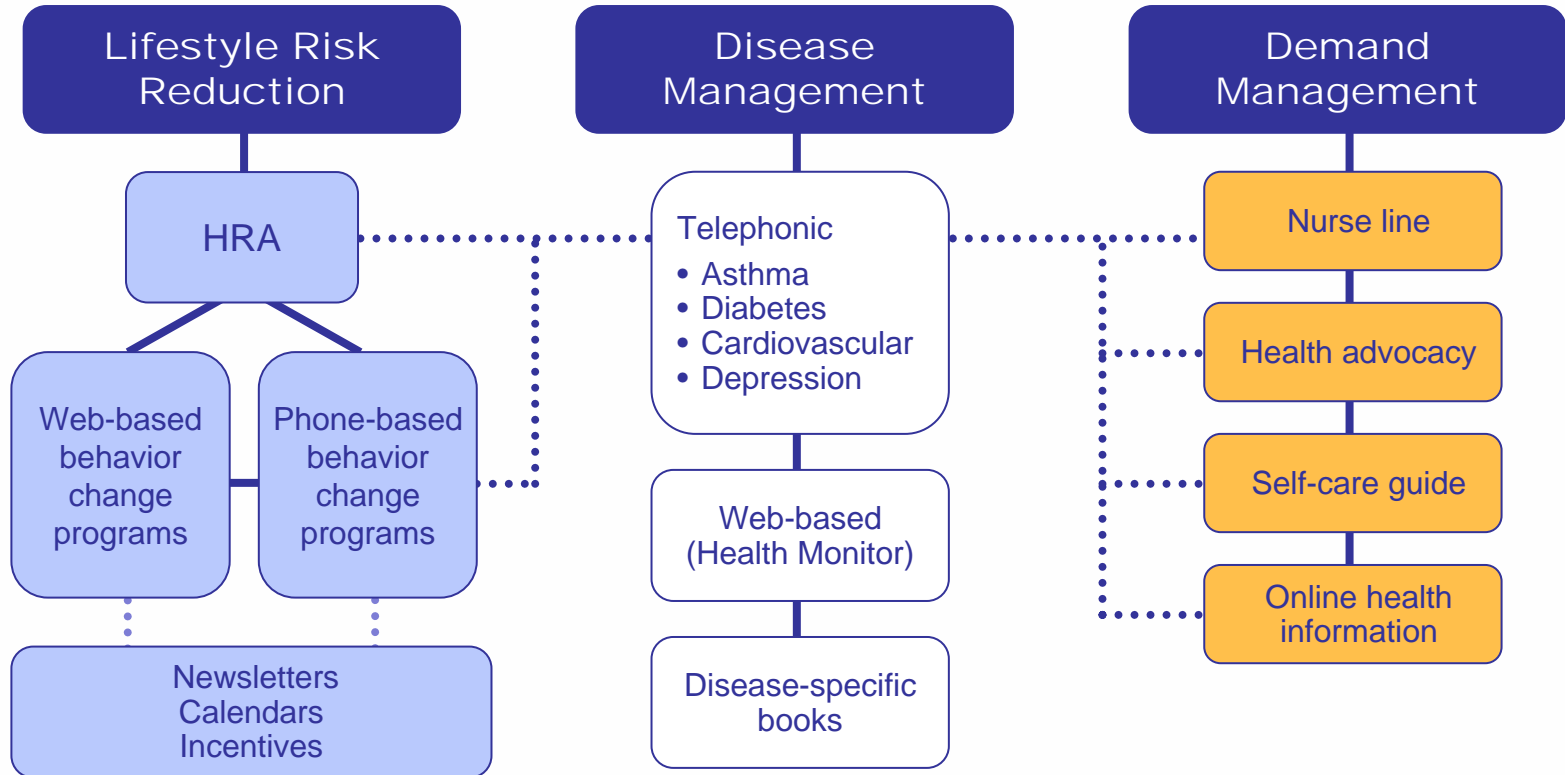 Lifestyle Risk
Reduction
HRA
Web-based
behavior
change
programs
Phone-based
behavior
change
programs
Newsletters
Calendars
Incentives
Disease
Management
Telephonic
• Asthma
• Diabetes
• Cardiovascular
• Depression
Web-based
(Health Monitor)
Disease-specific
books
Demand
Management
Nurse line
Health advocacy
Self-care guide
Online health
information